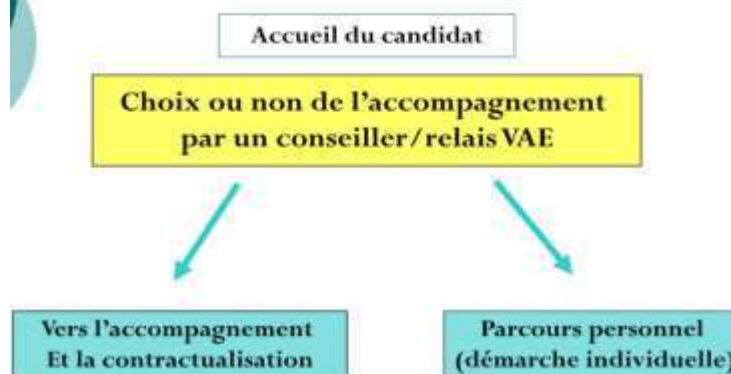 Accueil du candidat
Choix ou non de l'accompagnement
par un conseiller/relais VAE
Vers l'accompagnement
Et la contractualisation
Parcours personnel
(démarche individuelle)